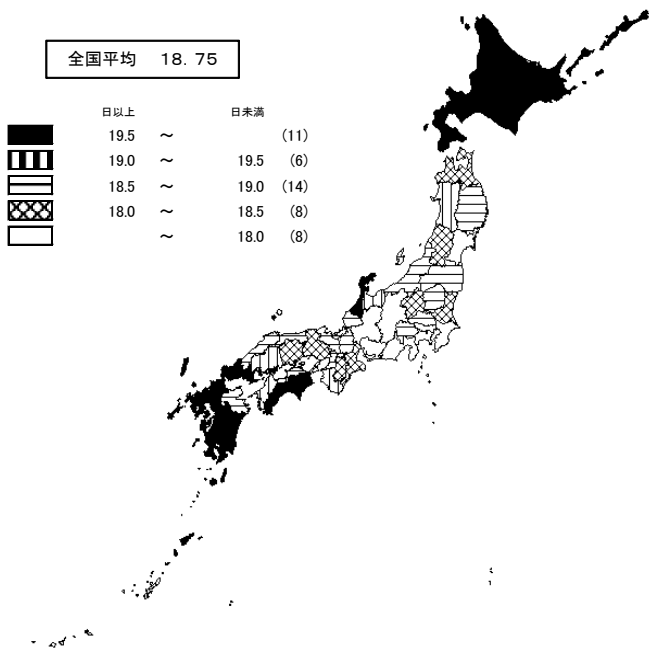 全国平均　18.75
日以上　日未満
19.5　～　（11）
19.0　～　19.5　（6）
18.5　～　19.0　（14）
18.0　～　18.5　（8）
～　18.0　（8）